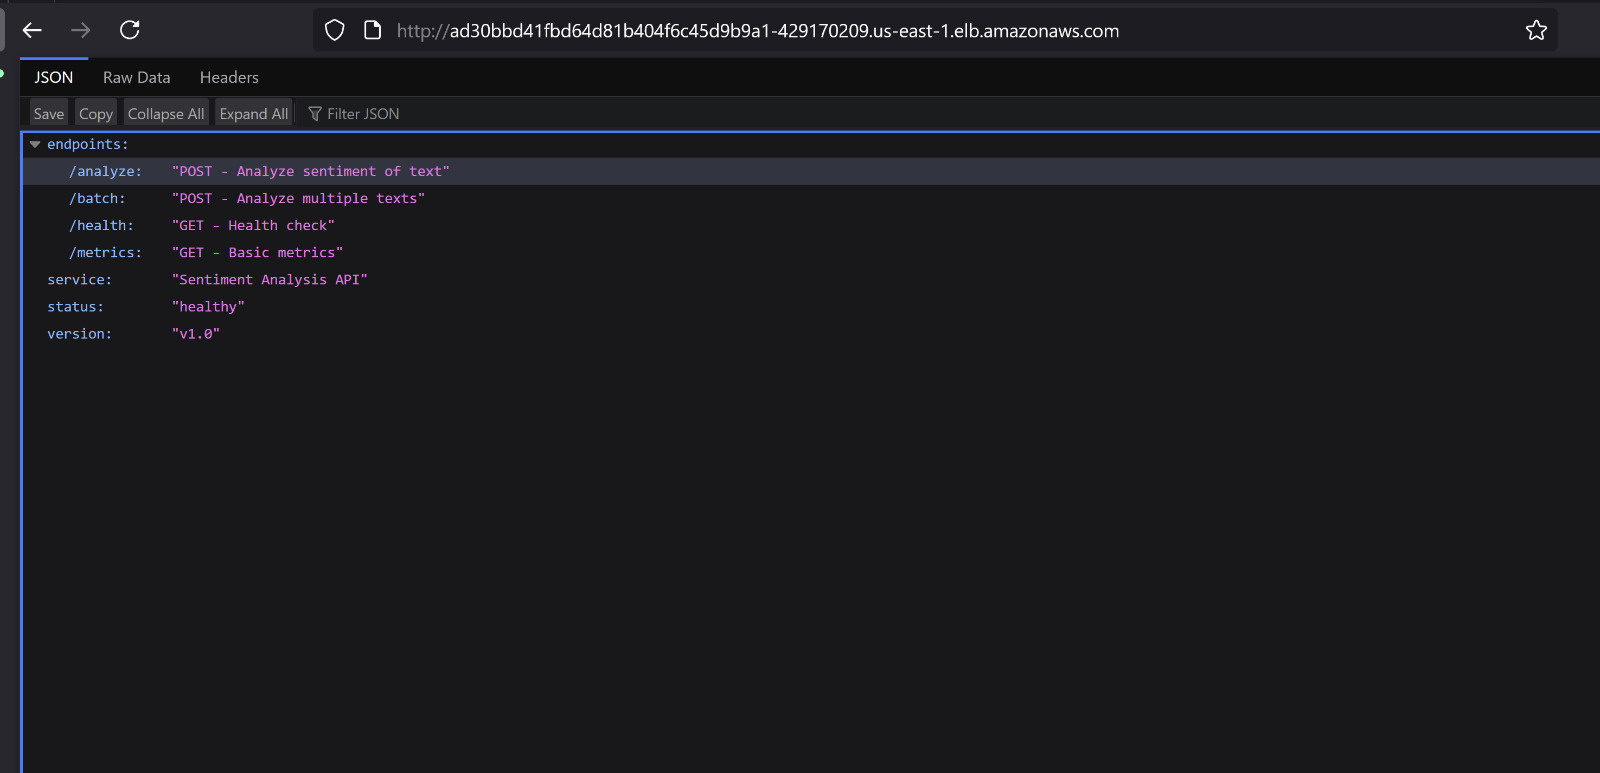 http://ad30bbd41fbd64d81b404f6c45d9b9a1-429170209.us-east-1.elb.amazonaws.com
JSON Raw Data Headers
Save Copy Collapse All Expand All Filter JSON
endpoints:
/analyze: "POST - Analyze sentiment of text"
/batch: "POST - Analyze multiple texts"
/health: "GET - Health check"
/metrics: "GET - Basic metrics"
service: "Sentiment Analysis API"
status: "healthy"
version: "v1.0"